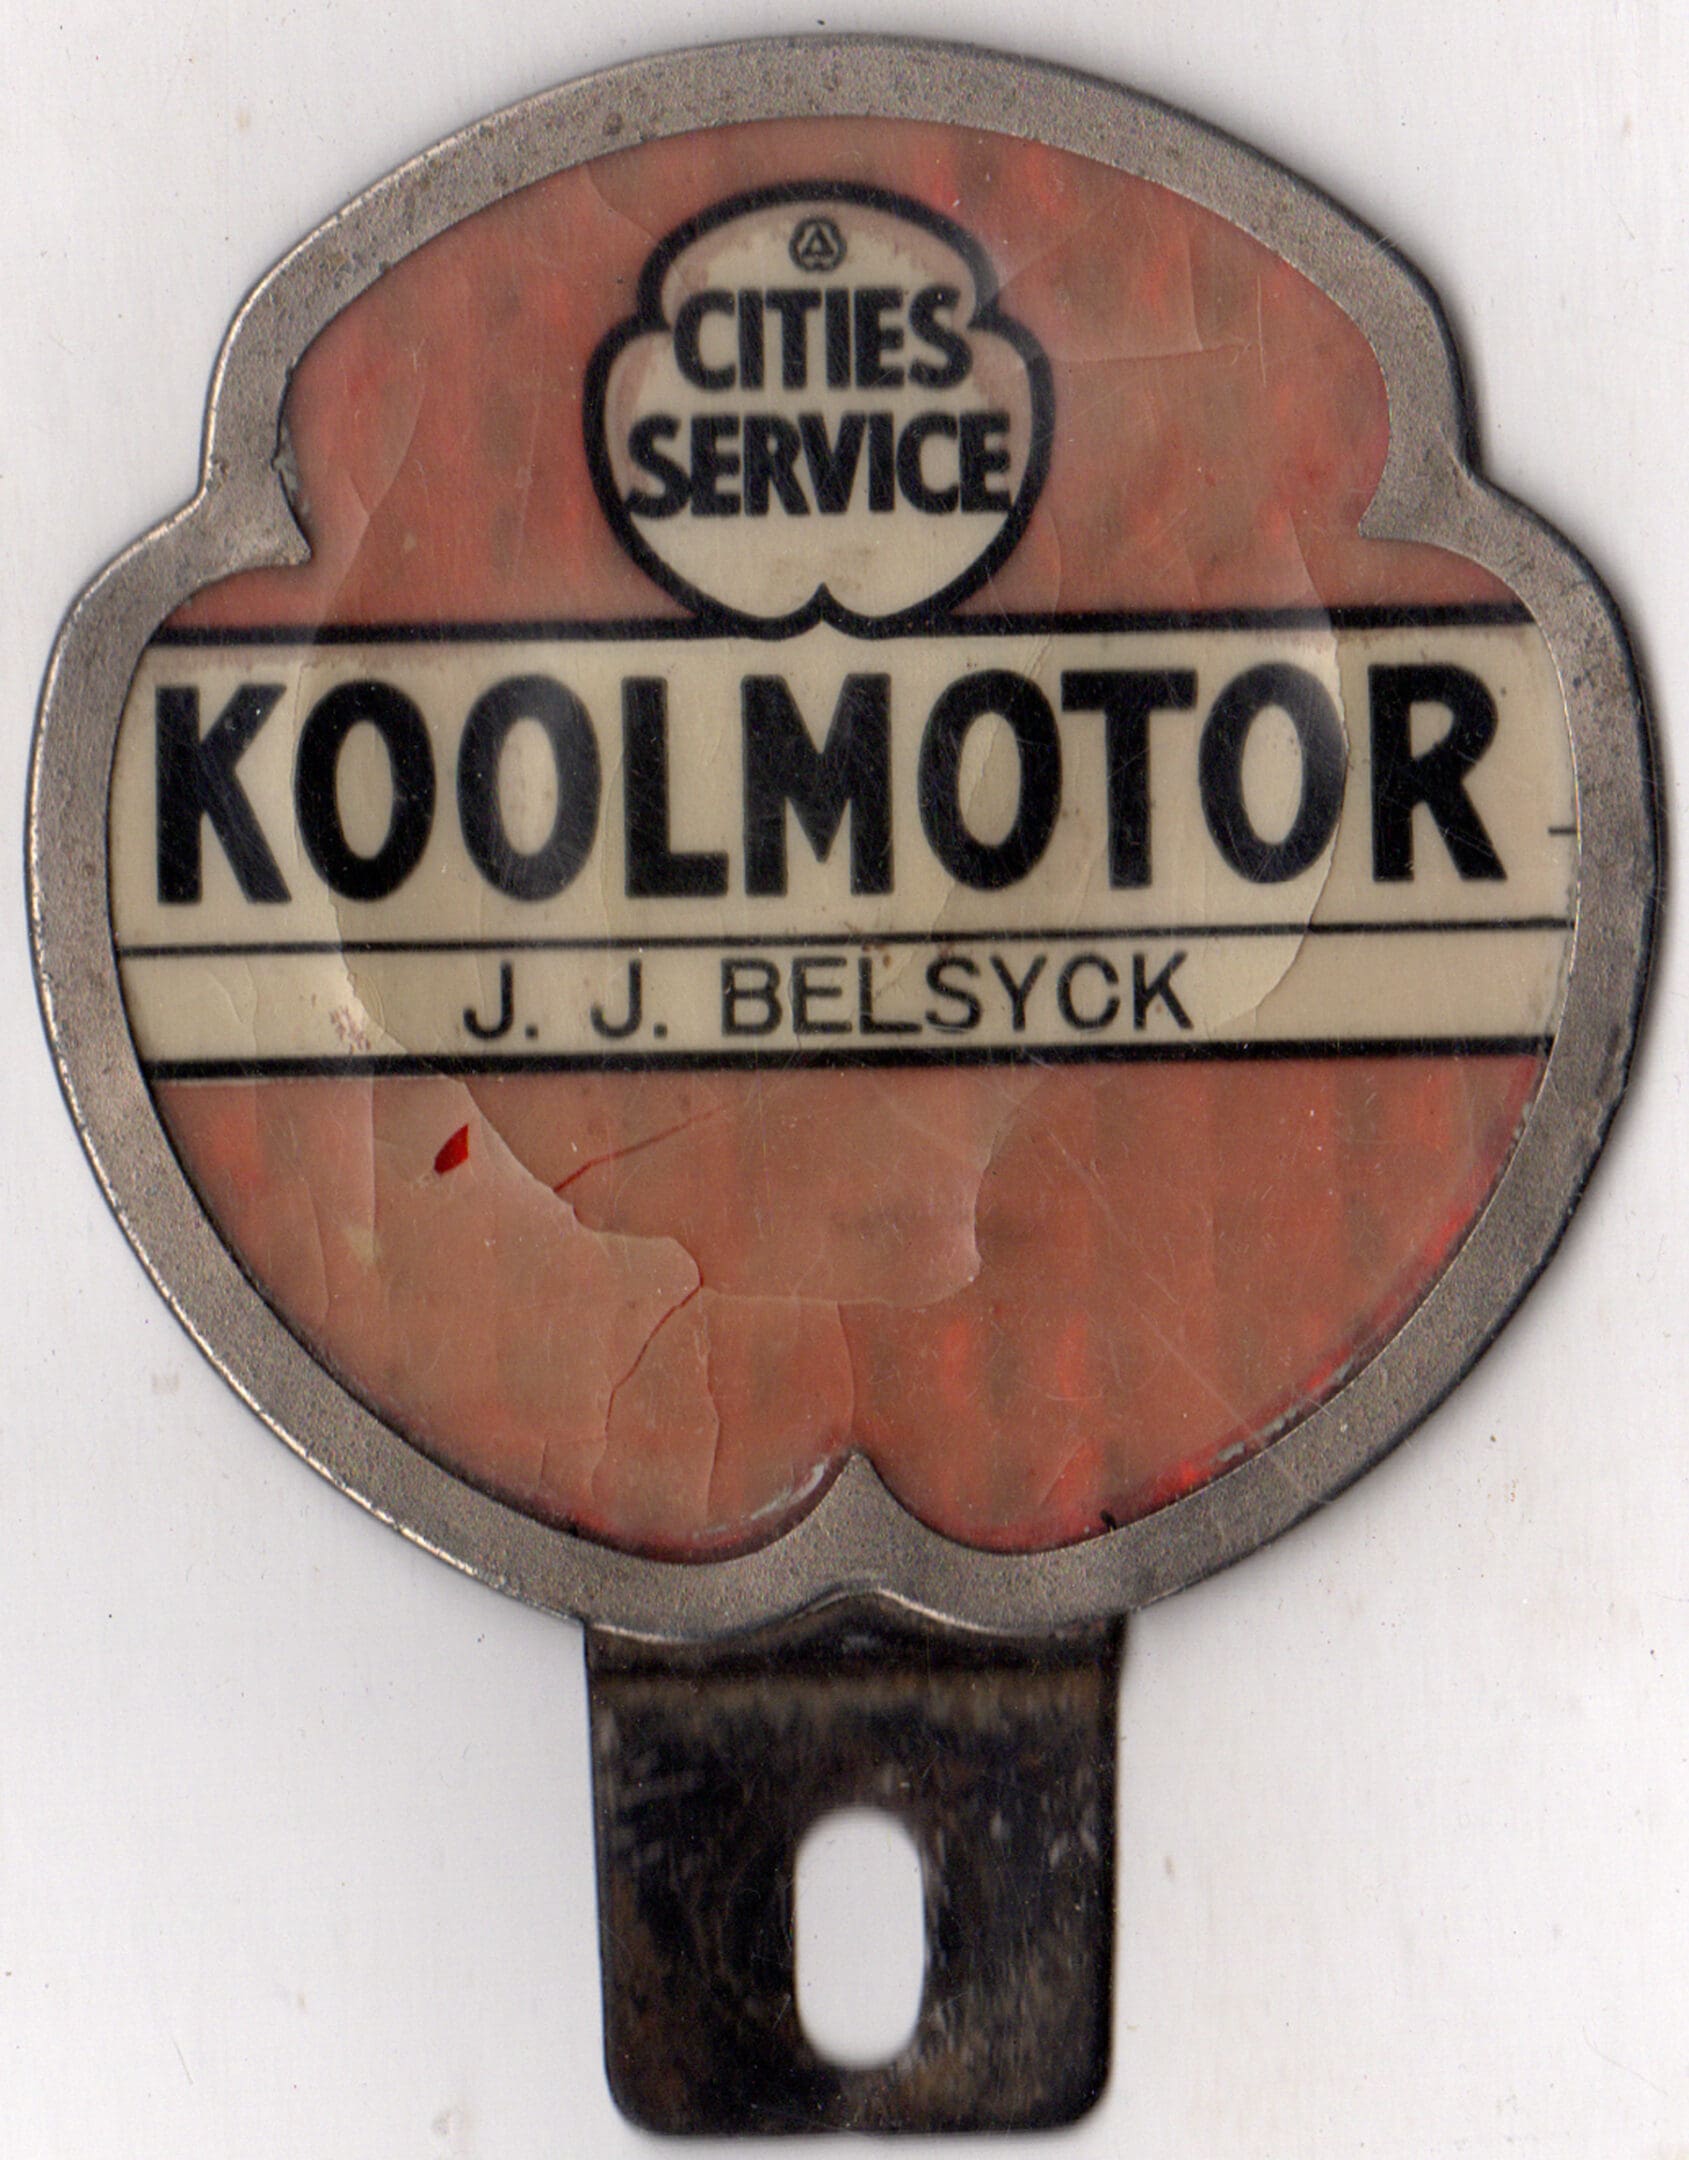 CITIES
SERVICE
KOOLMOTOR
J. J. BELSYCK